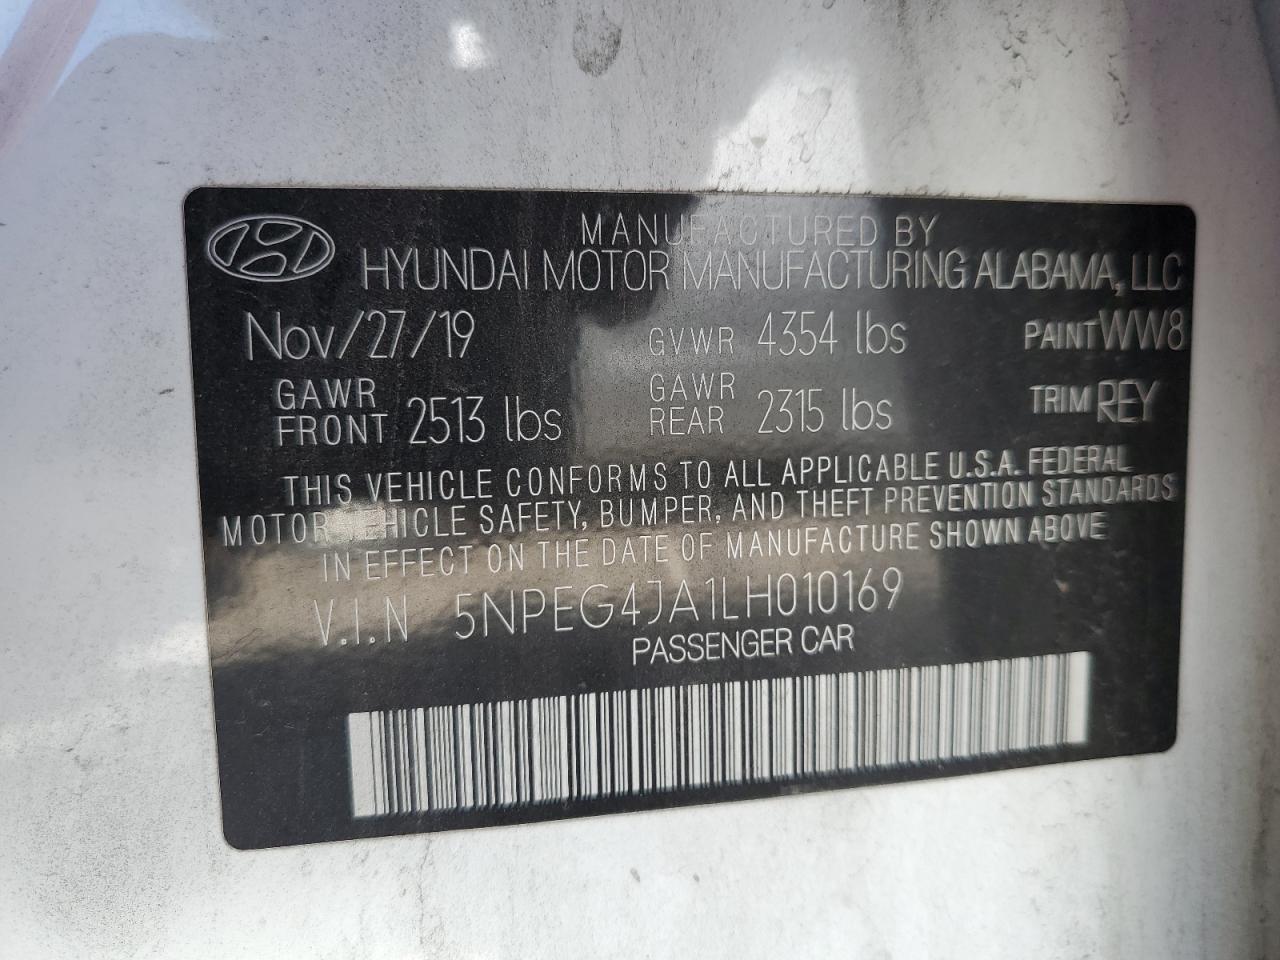 MANUFACTURED BY
HYUNDAI MOTOR MANUFACTURING ALABAMA, LLC
Nov/27/19 GVWR 4354 lbs PAINT WW8
GAWR FRONT 2513 lbs GAWR REAR 2315 lbs TRIM REY
THIS VEHICLE CONFORMS TO ALL APPLICABLE U.S.A. FEDERAL
MOTOR VEHICLE SAFETY, BUMPER, AND THEFT PREVENTION STANDARDS
IN EFFECT ON THE DATE OF MANUFACTURE SHOWN ABOVE
V.I.N 5NPEG4JA1LH010169
PASSENGER CAR